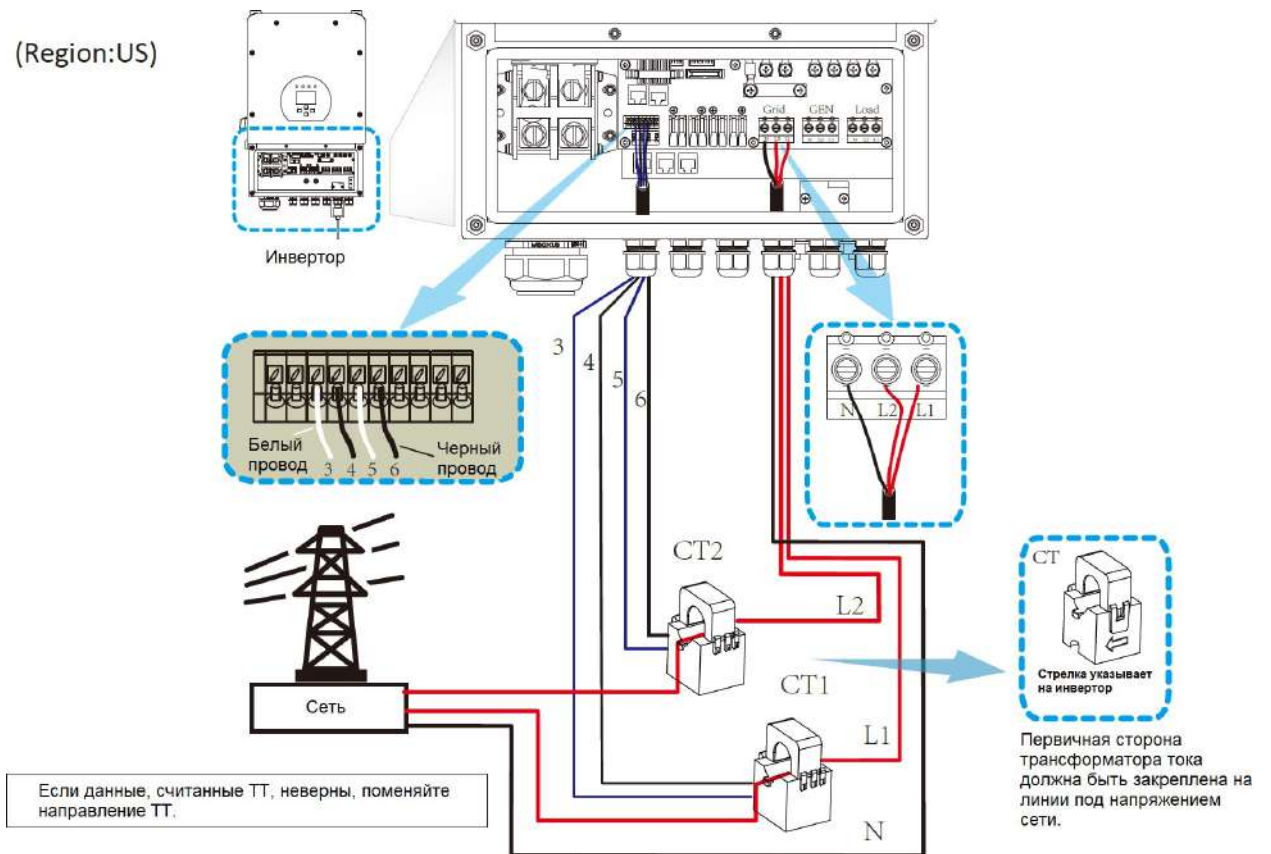 (Region:US)
Инвертор
Grid
GEN
Load
3
4
5
6
Белый
провод
3
4
5
6
Черный
провод
N
L2
L1
CT2
L2
CT1
L1
N
Сеть
CT
Стрелка указывает
на инвертор
Первичная сторона
трансформатора тока
должна быть закреплена на
линии под напряжением
сети.
Если данные, считанные ТТ, неверны, поменяйте
направление ТТ.